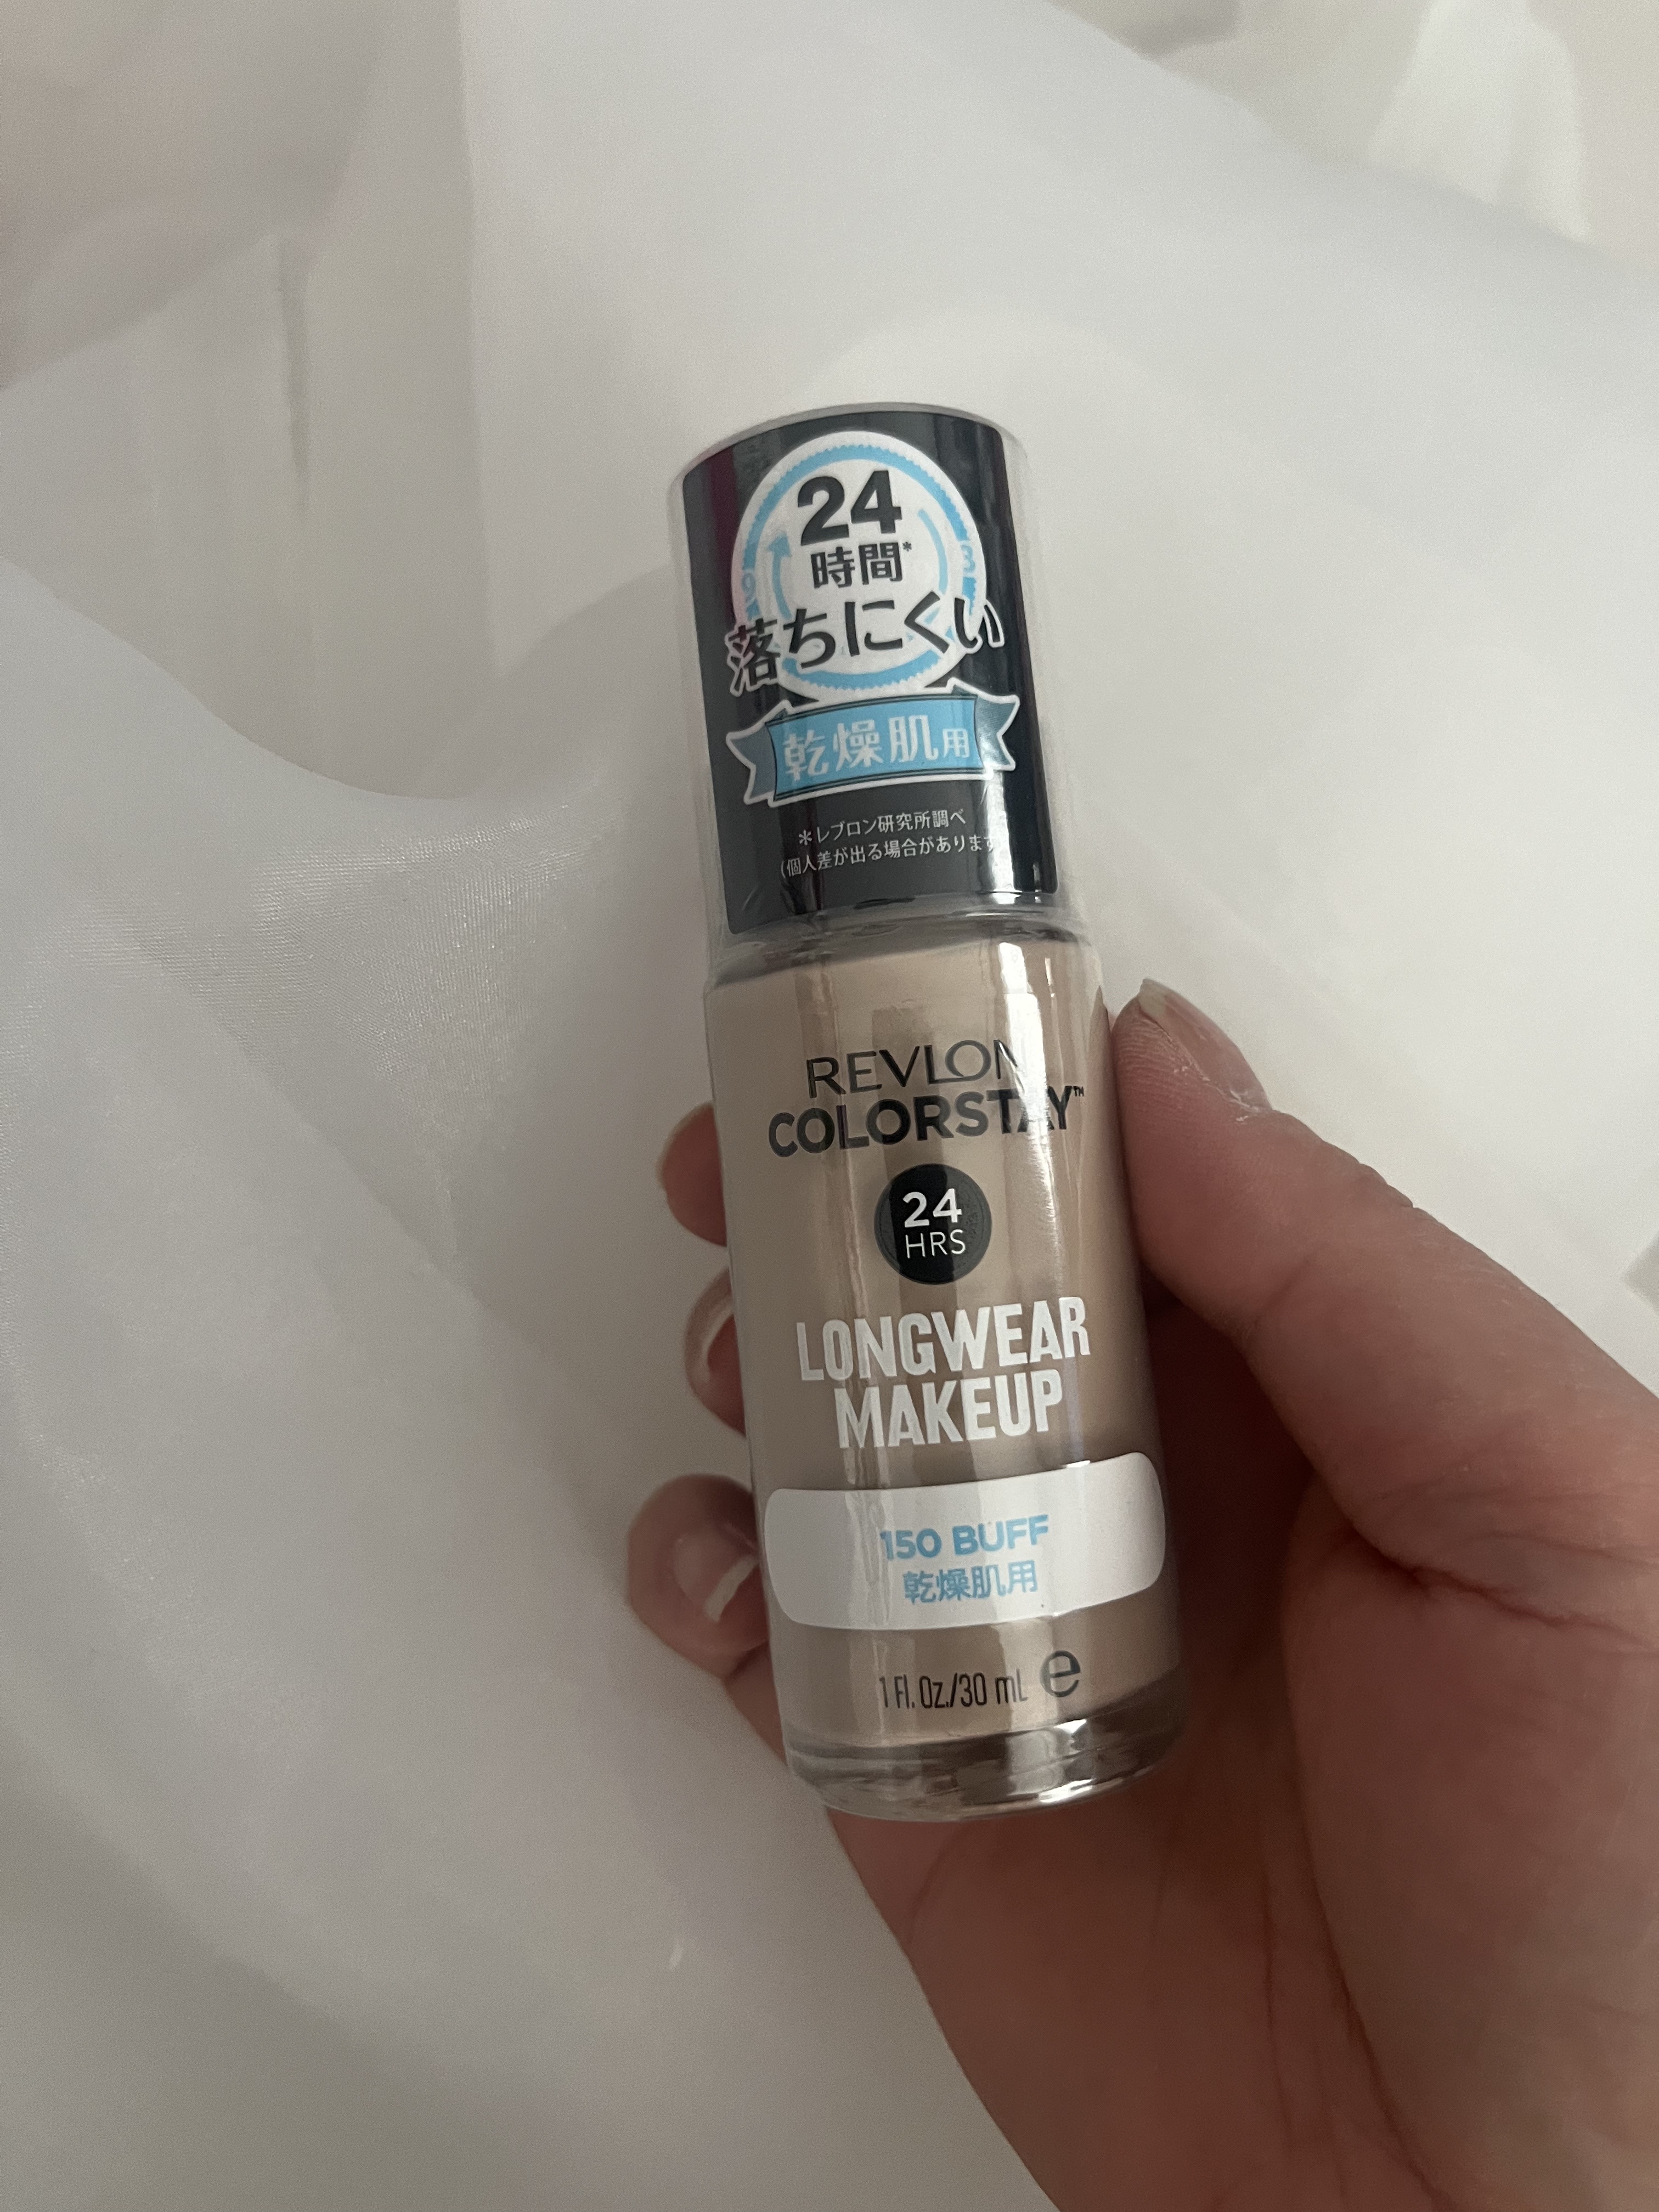 24
時間*
落ちにくい
乾燥肌用
*レブロン研究所調べ
(個人差が出る場合があります
REVLON
COLORSTAY™
24
HRS
LONGWEAR
MAKEUP
150 BUFF
乾燥肌用
1 Fl. Oz./30 mL ℮